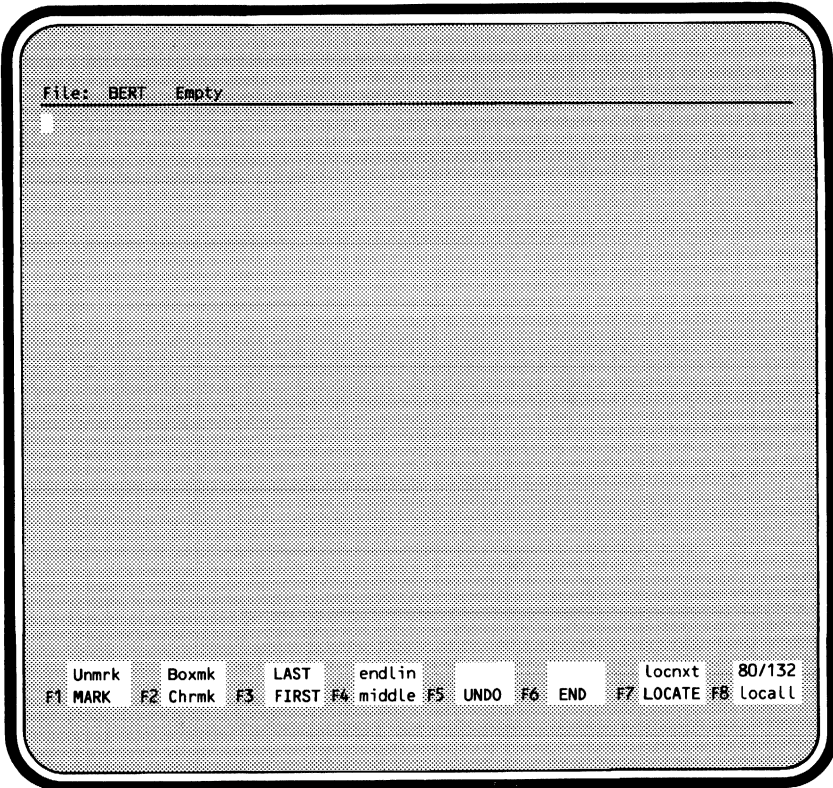 File: BERT Empty
Unmrk Boxmk LAST endlin locnxt 80/132
F1 MARK F2 Chrmk F3 FIRST F4 middle F5 UNDO F6 END F7 LOCATE F8 locall